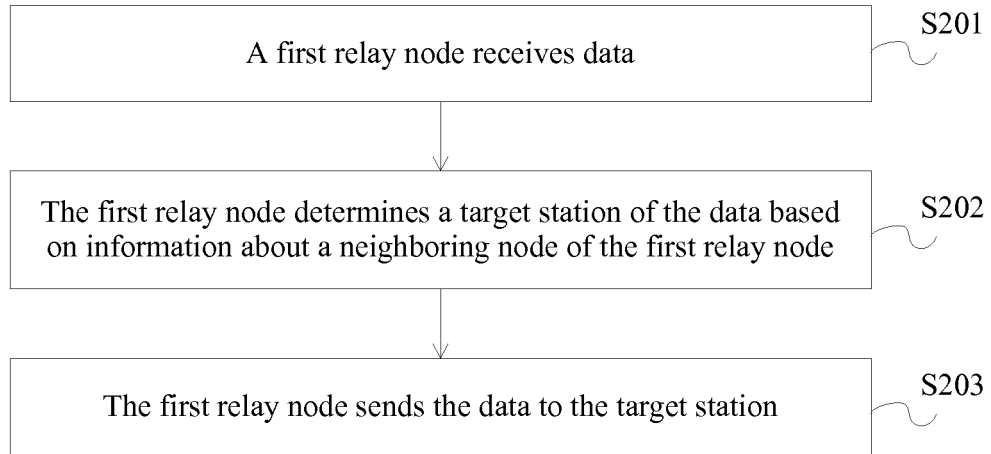 A first relay node receives data
S201
The first relay node determines a target station of the data based
on information about a neighboring node of the first relay node
S202
The first relay node sends the data to the target station
S203